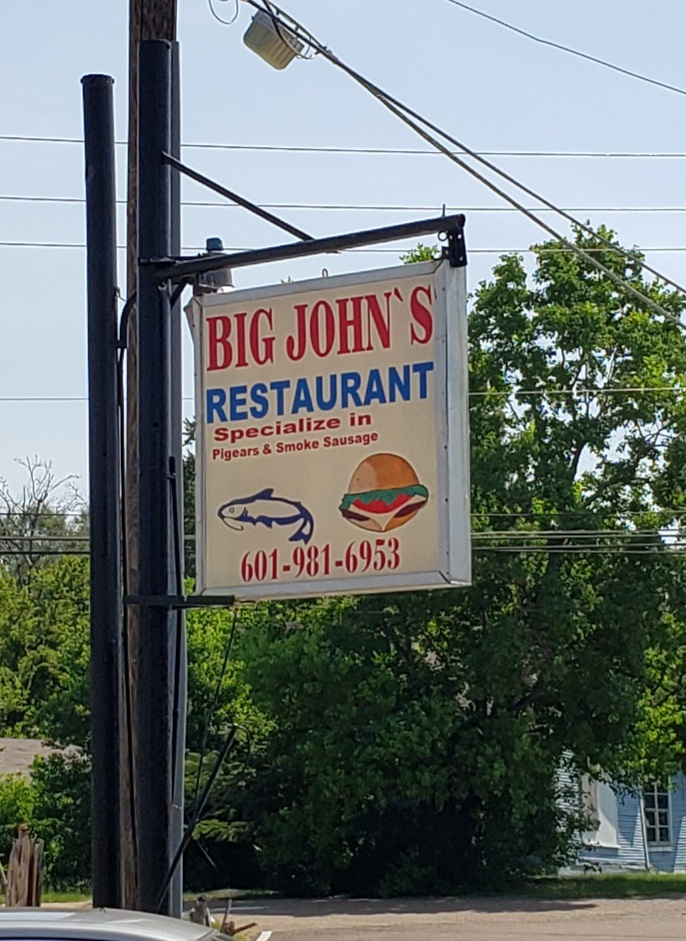 BIG JOHN`S
RESTAURANT
Specialize in
Pigears & Smoke Sausage
601-981-6953